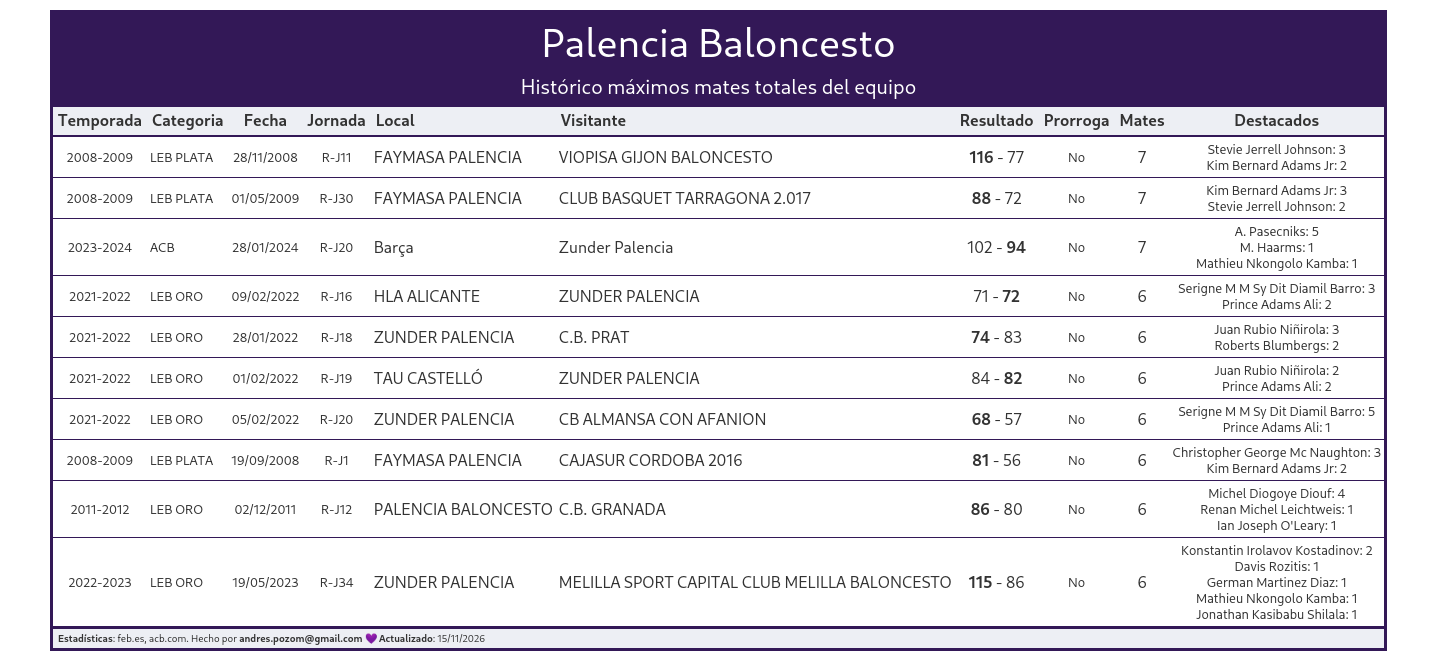 Palencia Baloncesto
Histórico máximos mates totales del equipo
Temporada Categoria Fecha Jornada Local Visitante Resultado Prorroga Mates Destacados
2008-2009 LEB PLATA 28/11/2008 R-J11 FAYMASA PALENCIA VIOPISA GIJON BALONCESTO 116 - 77 No 7 Stevie Jerrell Johnson: 3
Kim Bernard Adams Jr: 2
2008-2009 LEB PLATA 01/05/2009 R-J30 FAYMASA PALENCIA CLUB BASQUET TARRAGONA 2.017 88 - 72 No 7 Kim Bernard Adams Jr: 3
Stevie Jerrell Johnson: 2
2023-2024 ACB 28/01/2024 R-J20 Barça Zunder Palencia 102 - 94 No 7 A. Pasecniks: 5
M. Haarms: 1
Mathieu Nkongolo Kamba: 1
2021-2022 LEB ORO 09/02/2022 R-J16 HLA ALICANTE ZUNDER PALENCIA 71 - 72 No 6 Serigne M M Sy Dit Diamil Barro: 3
Prince Adams Ali: 2
2021-2022 LEB ORO 28/01/2022 R-J18 ZUNDER PALENCIA C.B. PRAT 74 - 83 No 6 Juan Rubio Niñirola: 3
Roberts Blumbergs: 2
2021-2022 LEB ORO 01/02/2022 R-J19 TAU CASTELLÓ ZUNDER PALENCIA 84 - 82 No 6 Juan Rubio Niñirola: 2
Prince Adams Ali: 2
2021-2022 LEB ORO 05/02/2022 R-J20 ZUNDER PALENCIA CB ALMANSA CON AFANION 68 - 57 No 6 Serigne M M Sy Dit Diamil Barro: 5
Prince Adams Ali: 1
2008-2009 LEB PLATA 19/09/2008 R-J1 FAYMASA PALENCIA CAJASUR CORDOBA 2016 81 - 56 No 6 Christopher George Mc Naughton: 3
Kim Bernard Adams Jr: 2
2011-2012 LEB ORO 02/12/2011 R-J12 PALENCIA BALONCESTO C.B. GRANADA 86 - 80 No 6 Michel Diogoye Diouf: 4
Renan Michel Leichtweis: 1
Ian Joseph O'Leary: 1
2022-2023 LEB ORO 19/05/2023 R-J34 ZUNDER PALENCIA MELILLA SPORT CAPITAL CLUB MELILLA BALONCESTO 115 - 86 No 6 Konstantin Irolavov Kostadinov: 2
Davis Rozitis: 1
German Martinez Diaz: 1
Mathieu Nkongolo Kamba: 1
Jonathan Kasibabu Shilala: 1
Estadísticas: feb.es, acb.com. Hecho por andres.pozom@gmail.com 💜 Actualizado: 15/11/2026